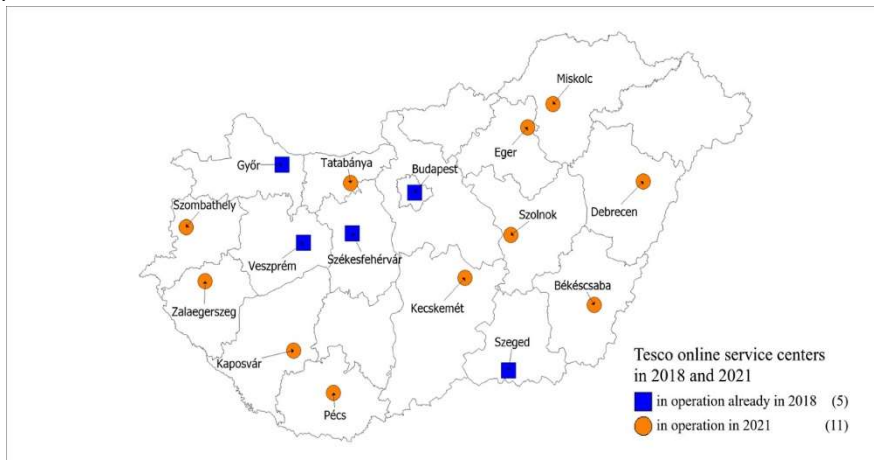 Miskolc
Eger
Győr
Tatabánya
Budapest
Szombathely
Szolnok
Debrecen
Veszprém
Székesfehérvár
Zalaegerszeg
Kecskemét
Békéscsaba
Kaposvár
Szeged
Pécs
Tesco online service centers
in 2018 and 2021
in operation already in 2018 (5)
in operation in 2021 (11)